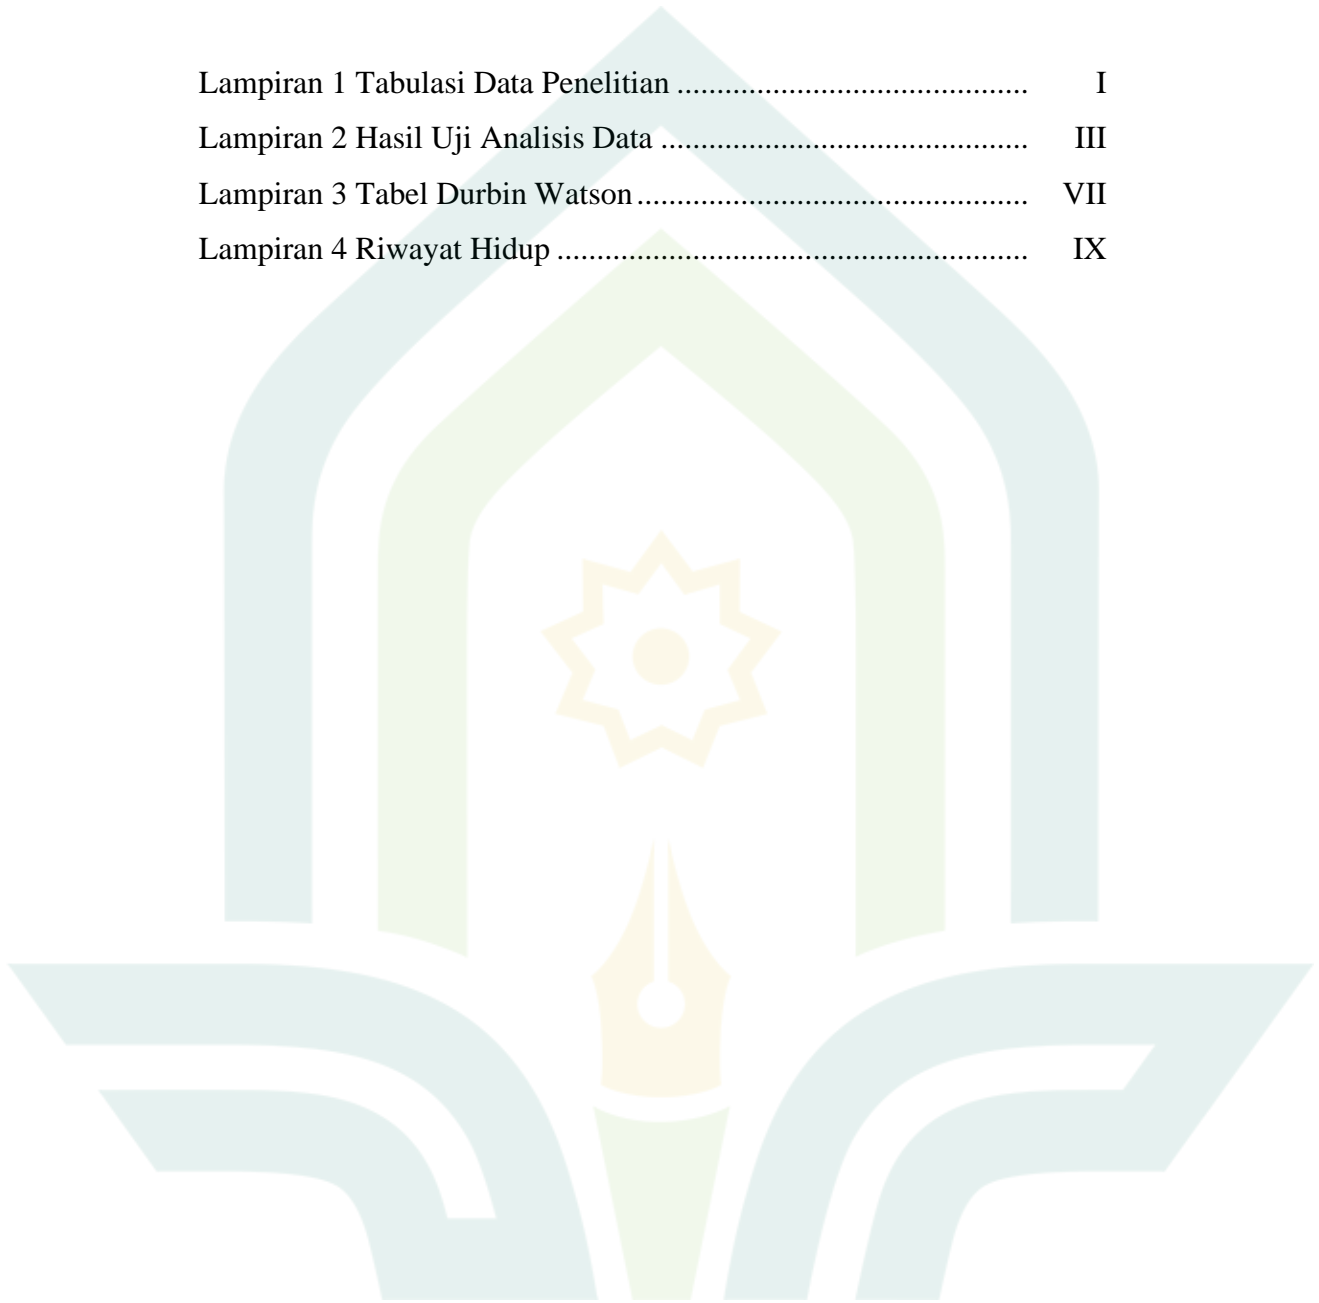 Lampiran 1 Tabulasi Data Penelitian ............................................ I
Lampiran 2 Hasil Uji Analisis Data .............................................. III
Lampiran 3 Tabel Durbin Watson ................................................. VII
Lampiran 4 Riwayat Hidup ........................................................... IX